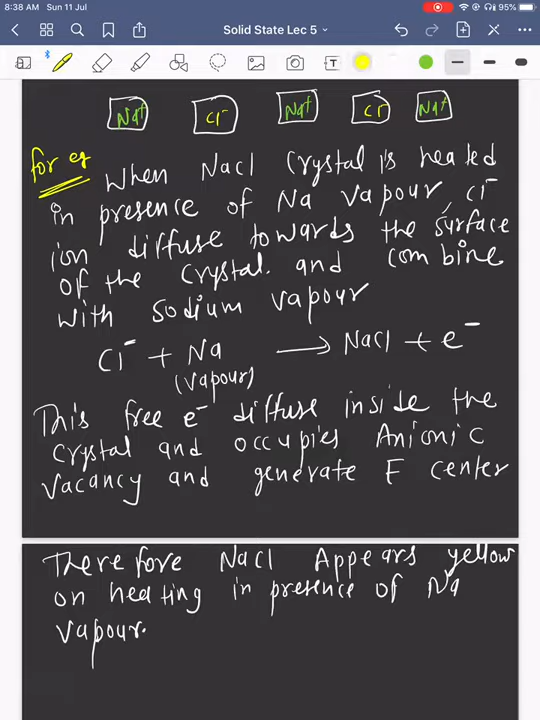 8:38 AM Sun 11 Jul 95%
Solid State Lec 5
Na+ Cl- Na+ Cl- Na+
for eg When NaCl Crystal is heated
in presence of Na vapour, Cl-
ion diffuse towards the surface
of the crystal. and combine
with sodium vapour
Cl- + Na → NaCl + e-
(vapour)
This free e- diffuse inside the
crystal and occupies Anionic
vacancy and generate F center
Therefore NaCl Appears yellow
on heating in presence of Na
vapour.